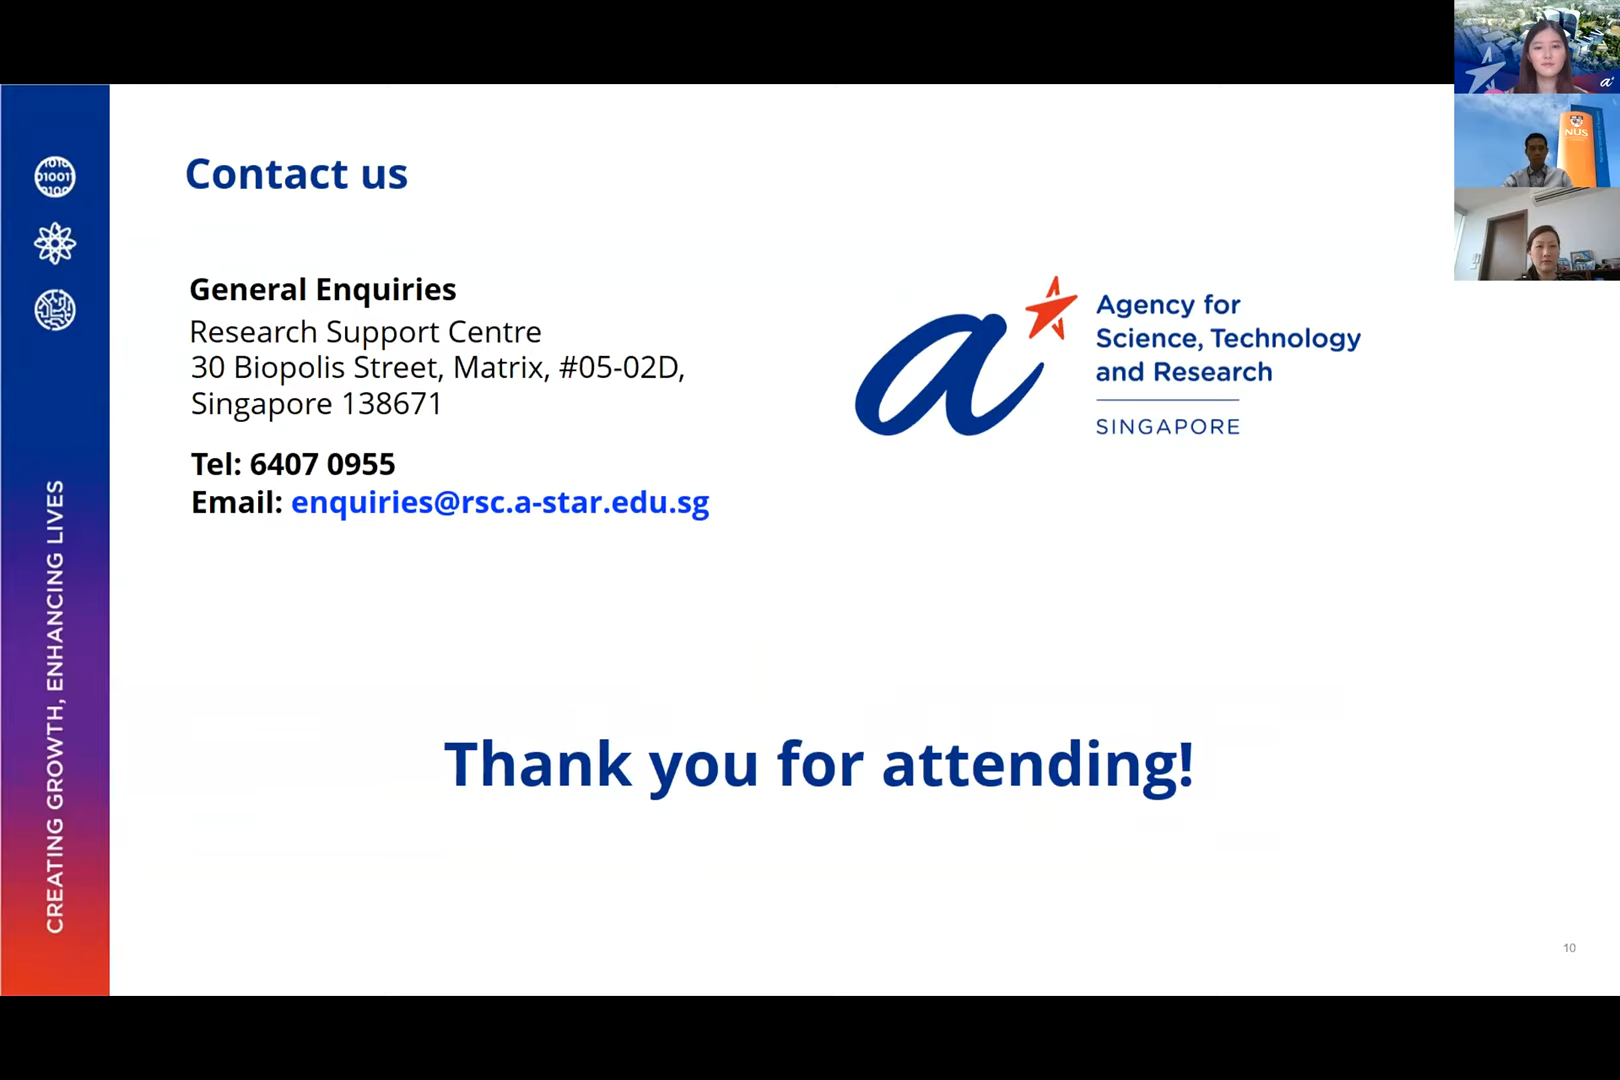 Contact us
General Enquiries
Research Support Centre
30 Biopolis Street, Matrix, #05-02D,
Singapore 138671
Tel: 6407 0955
Email: enquiries@rsc.a-star.edu.sg
Agency for
Science, Technology
and Research
SINGAPORE
Thank you for attending!
CREATING GROWTH, ENHANCING LIVES
10
NUS